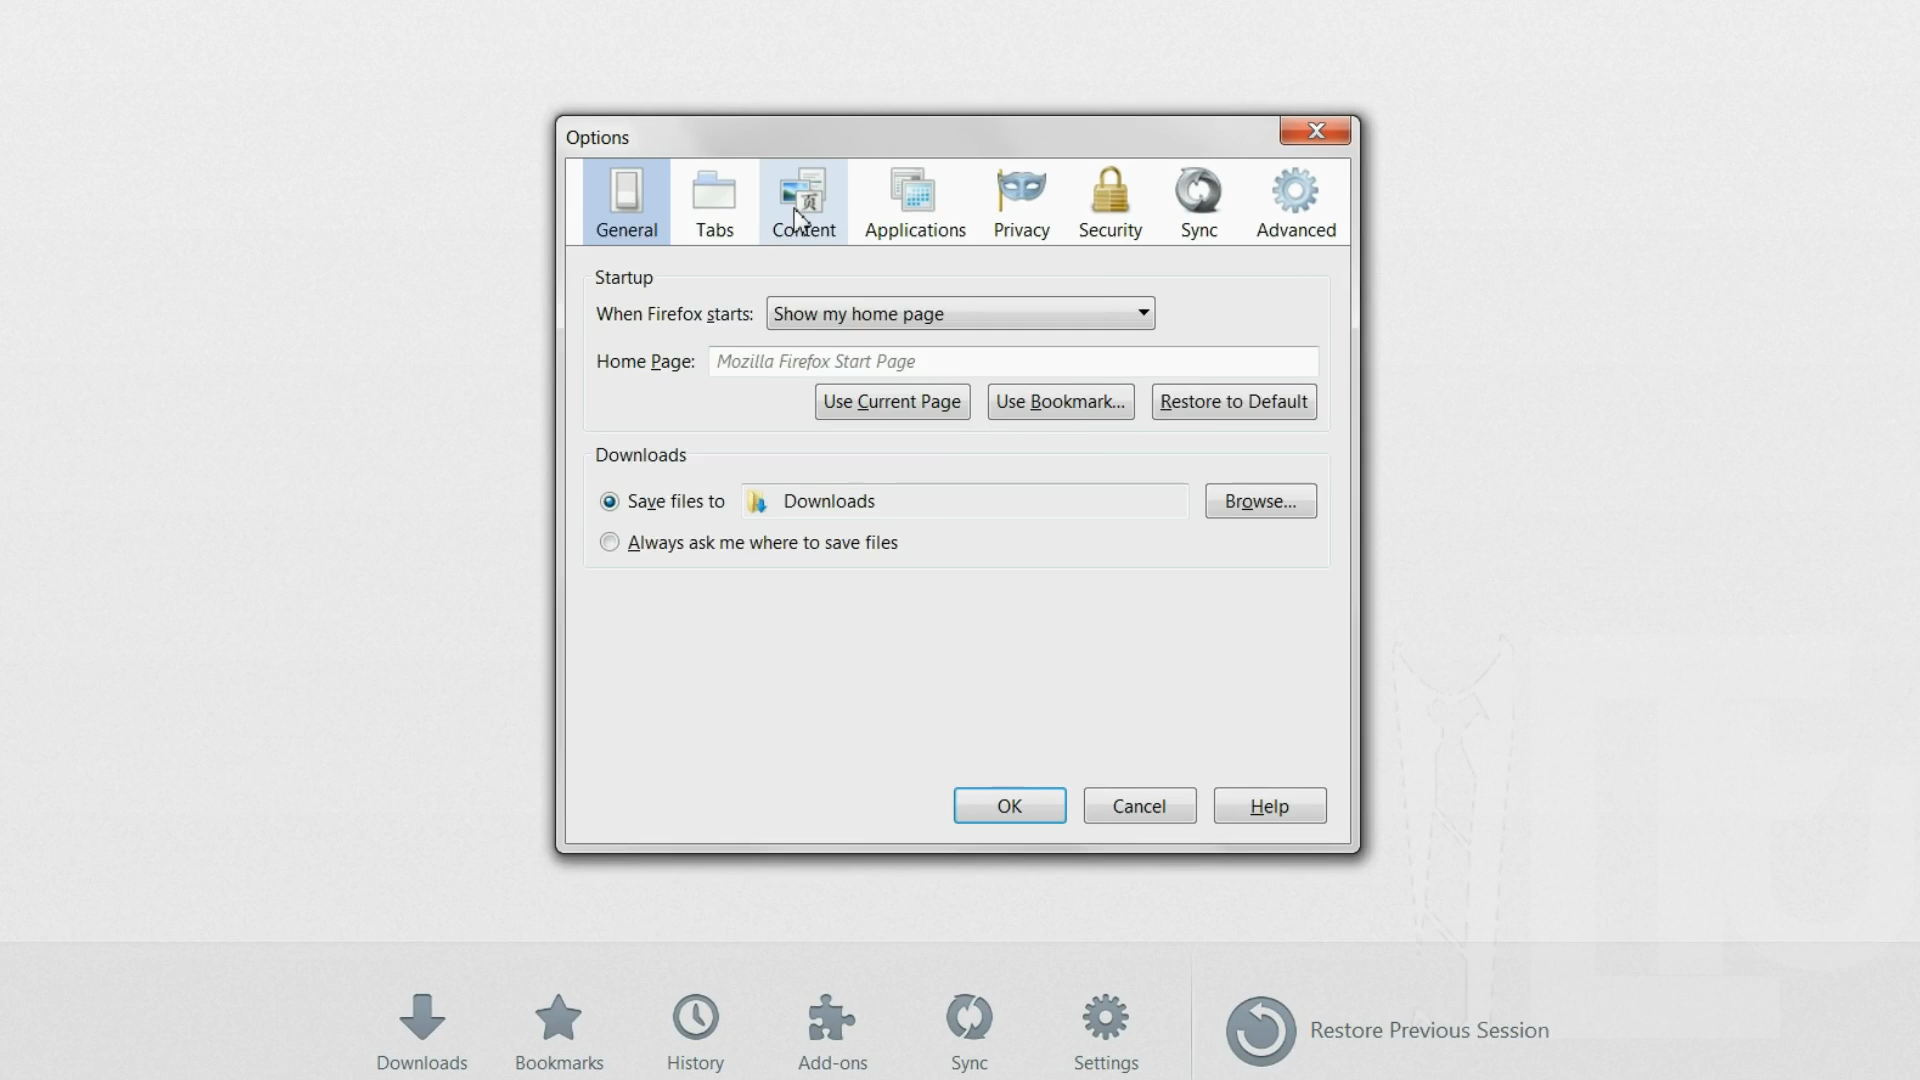 Options
General Tabs Content Applications Privacy Security Sync Advanced
Startup
When Firefox starts: Show my home page
Home Page: Mozilla Firefox Start Page
Use Current Page Use Bookmark... Restore to Default
Downloads
Save files to Downloads Browse...
Always ask me where to save files
OK Cancel Help
Downloads Bookmarks History Add-ons Sync Settings Restore Previous Session